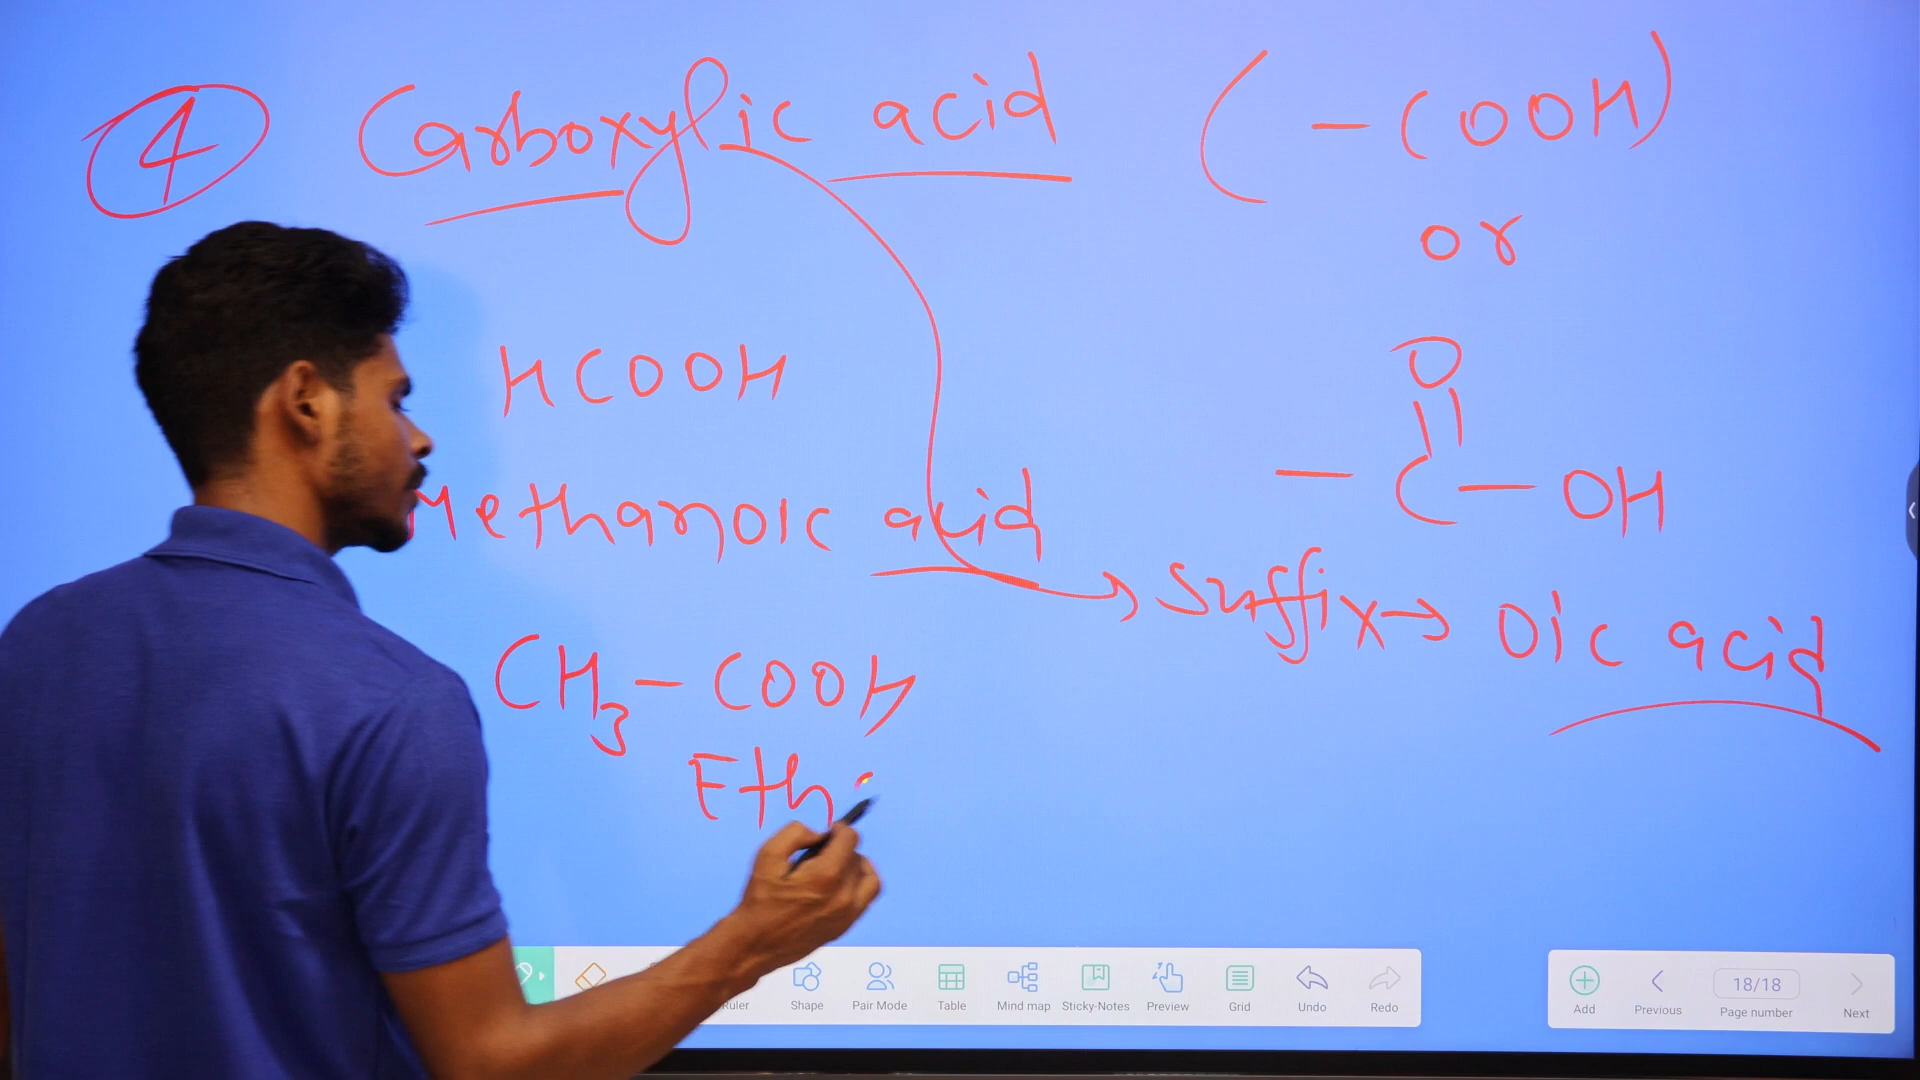 4 Carboxylic acid (-COOH)
or
O
HCOOH
-C-OH
Methanoic acid
suffix→ Oic acid
CH3-COOH
Eth
Ruler Shape Pair Mode Table Mind map Sticky-Notes Preview Grid Undo Redo
Add Previous 18/18 Page number Next